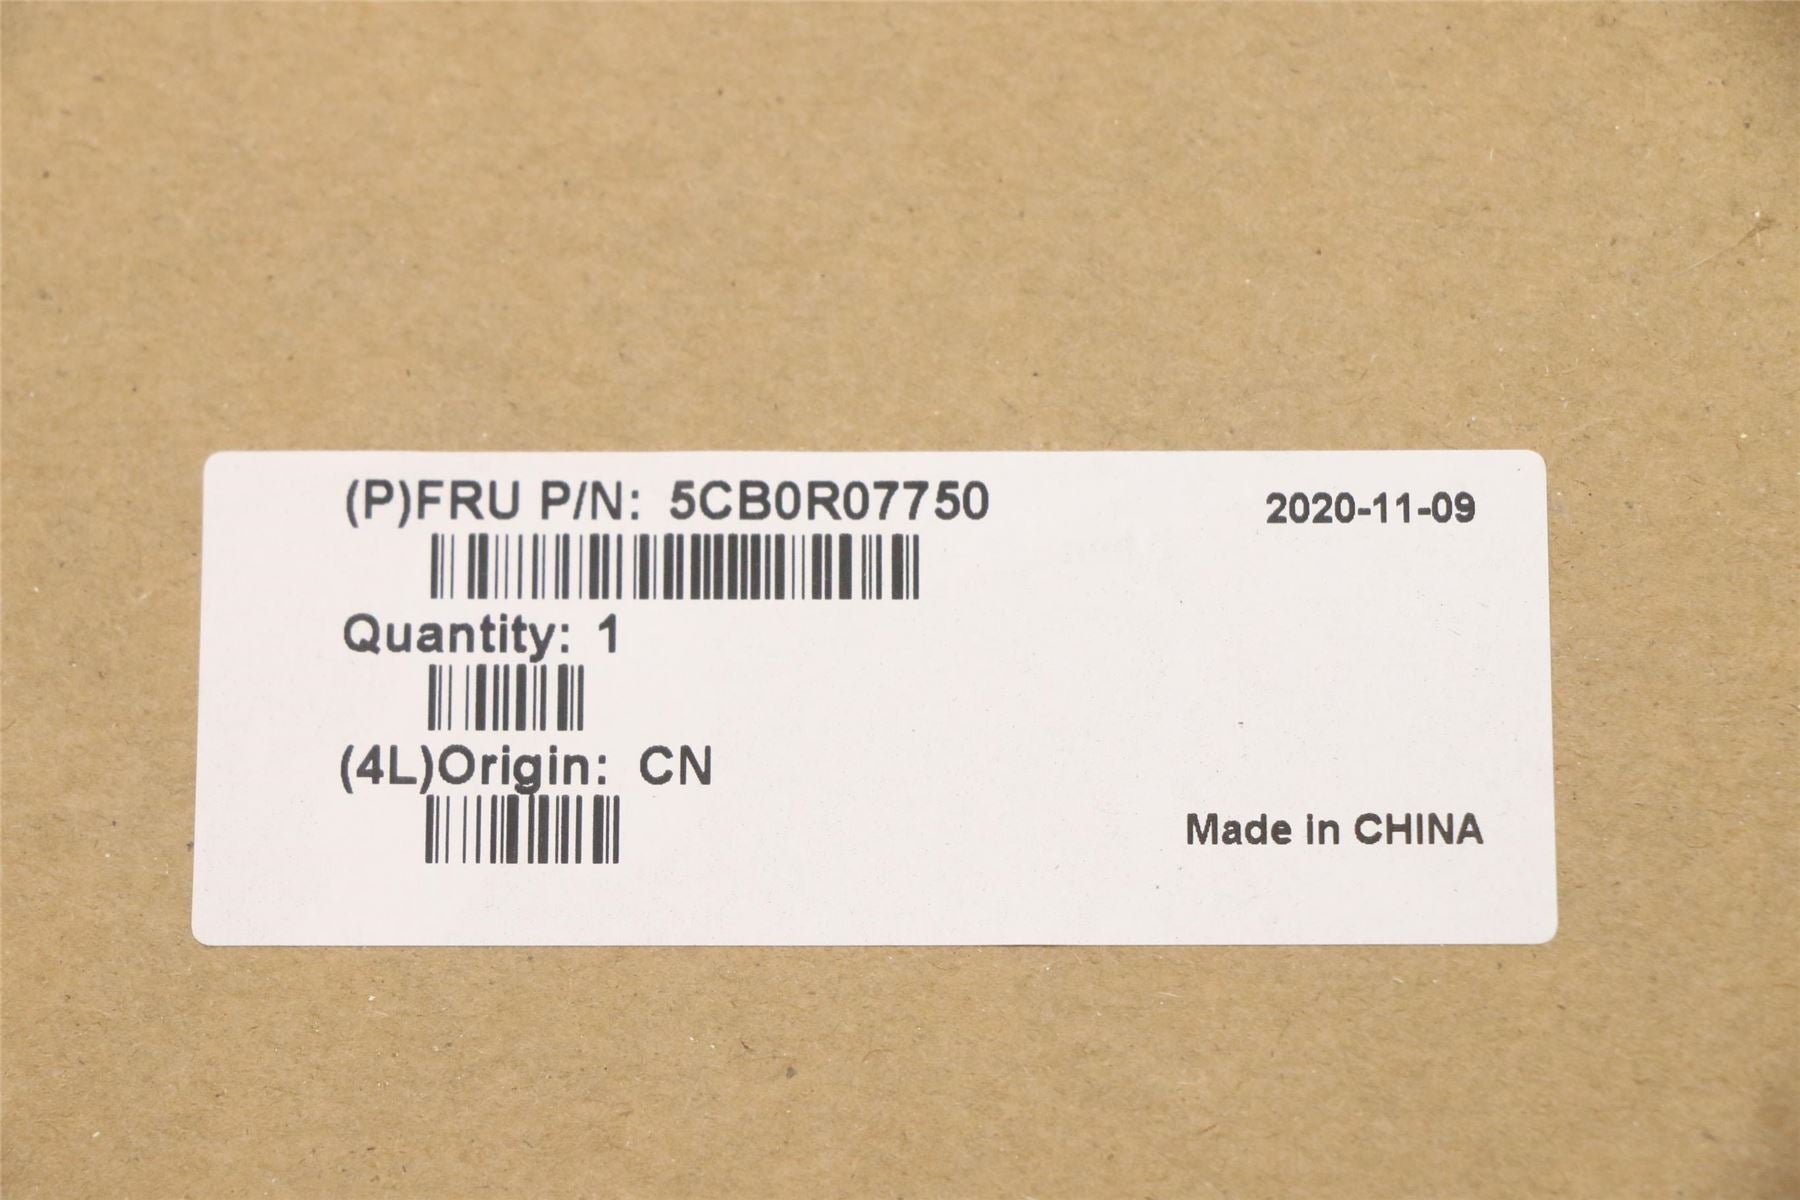 (P)FRU P/N: 5CB0R07750
2020-11-09
Quantity: 1
(4L)Origin: CN
Made in CHINA